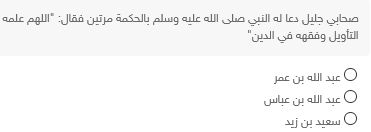 صحابي جليل دعا له النبي صلى الله عليه وسلم بالحكمة مرتين فقال: "اللهم علمه
التأويل وفقهه في الدين"
عبد الله بن عمر
عبد الله بن عباس
سعيد بن زيد